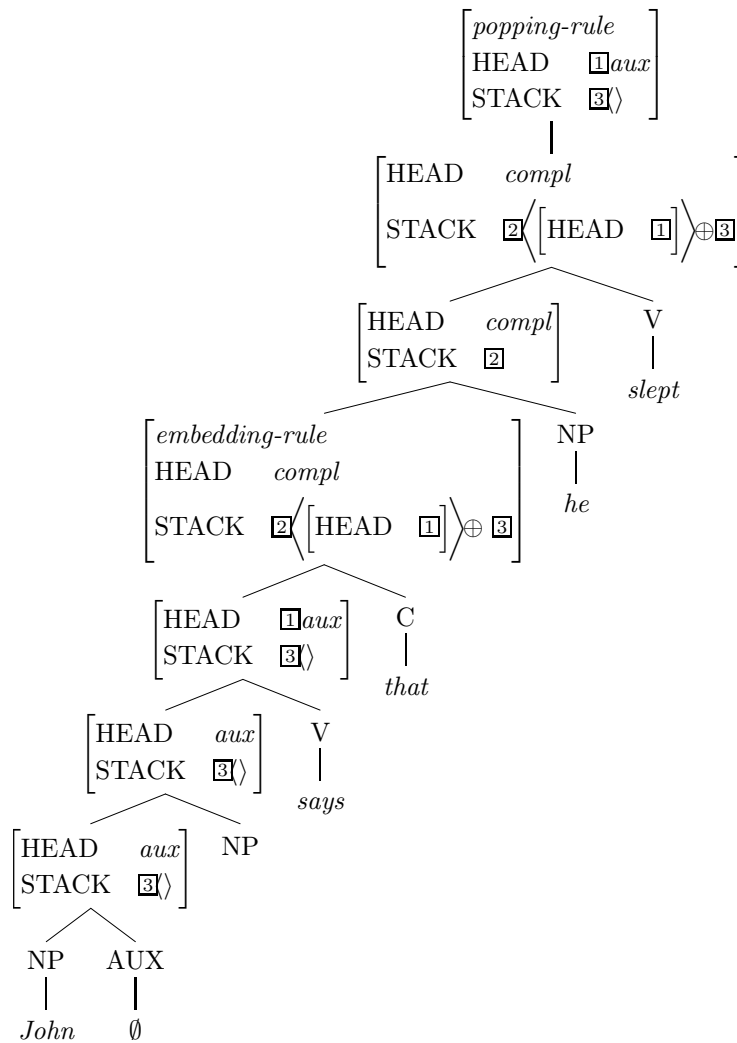 popping-rule
HEAD 1 aux
STACK 3 ⟨⟩
HEAD compl
STACK 2 ⟨[HEAD 1]⟩ ⊕ 3
HEAD compl
STACK 2
V
slept
embedding-rule
HEAD compl
STACK 2 ⟨[HEAD 1]⟩ ⊕ 3
NP
he
HEAD 1 aux
STACK 3 ⟨⟩
C
that
HEAD aux
STACK 3 ⟨⟩
V
says
HEAD aux
STACK 3 ⟨⟩
NP
NP AUX
John ∅